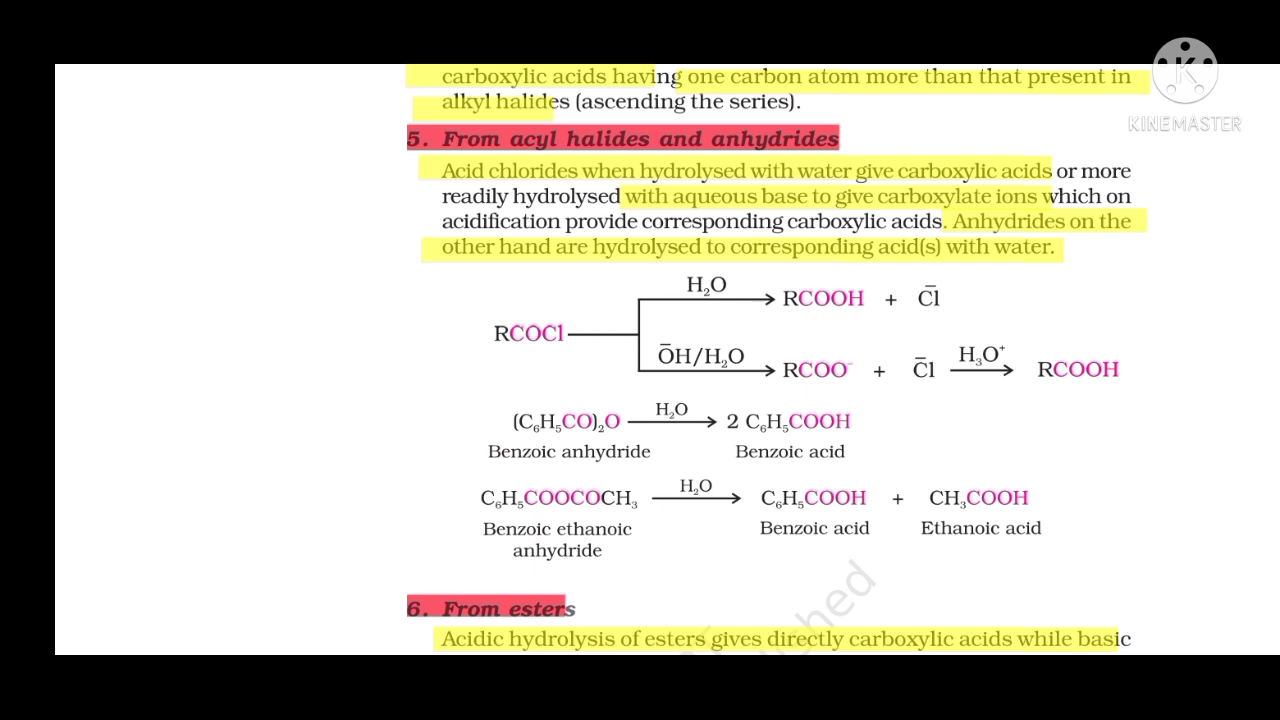 carboxylic acids having one carbon atom more than that present in
alkyl halides (ascending the series).
KINEMASTER
5. From acyl halides and anhydrides
Acid chlorides when hydrolysed with water give carboxylic acids or more
readily hydrolysed with aqueous base to give carboxylate ions which on
acidification provide corresponding carboxylic acids. Anhydrides on the
other hand are hydrolysed to corresponding acid(s) with water.
H₂O
RCOOH + C̄l
RCOCl
ŌH/H₂O
RCOO⁻ + C̄l
H₃O⁺
RCOOH
(C₆H₅CO)₂O
H₂O
2 C₆H₅COOH
Benzoic anhydride Benzoic acid
C₆H₅COOCOCH₃
H₂O
C₆H₅COOH + CH₃COOH
Benzoic ethanoic
anhydride
Benzoic acid Ethanoic acid
6. From esters
Acidic hydrolysis of esters gives directly carboxylic acids while basic